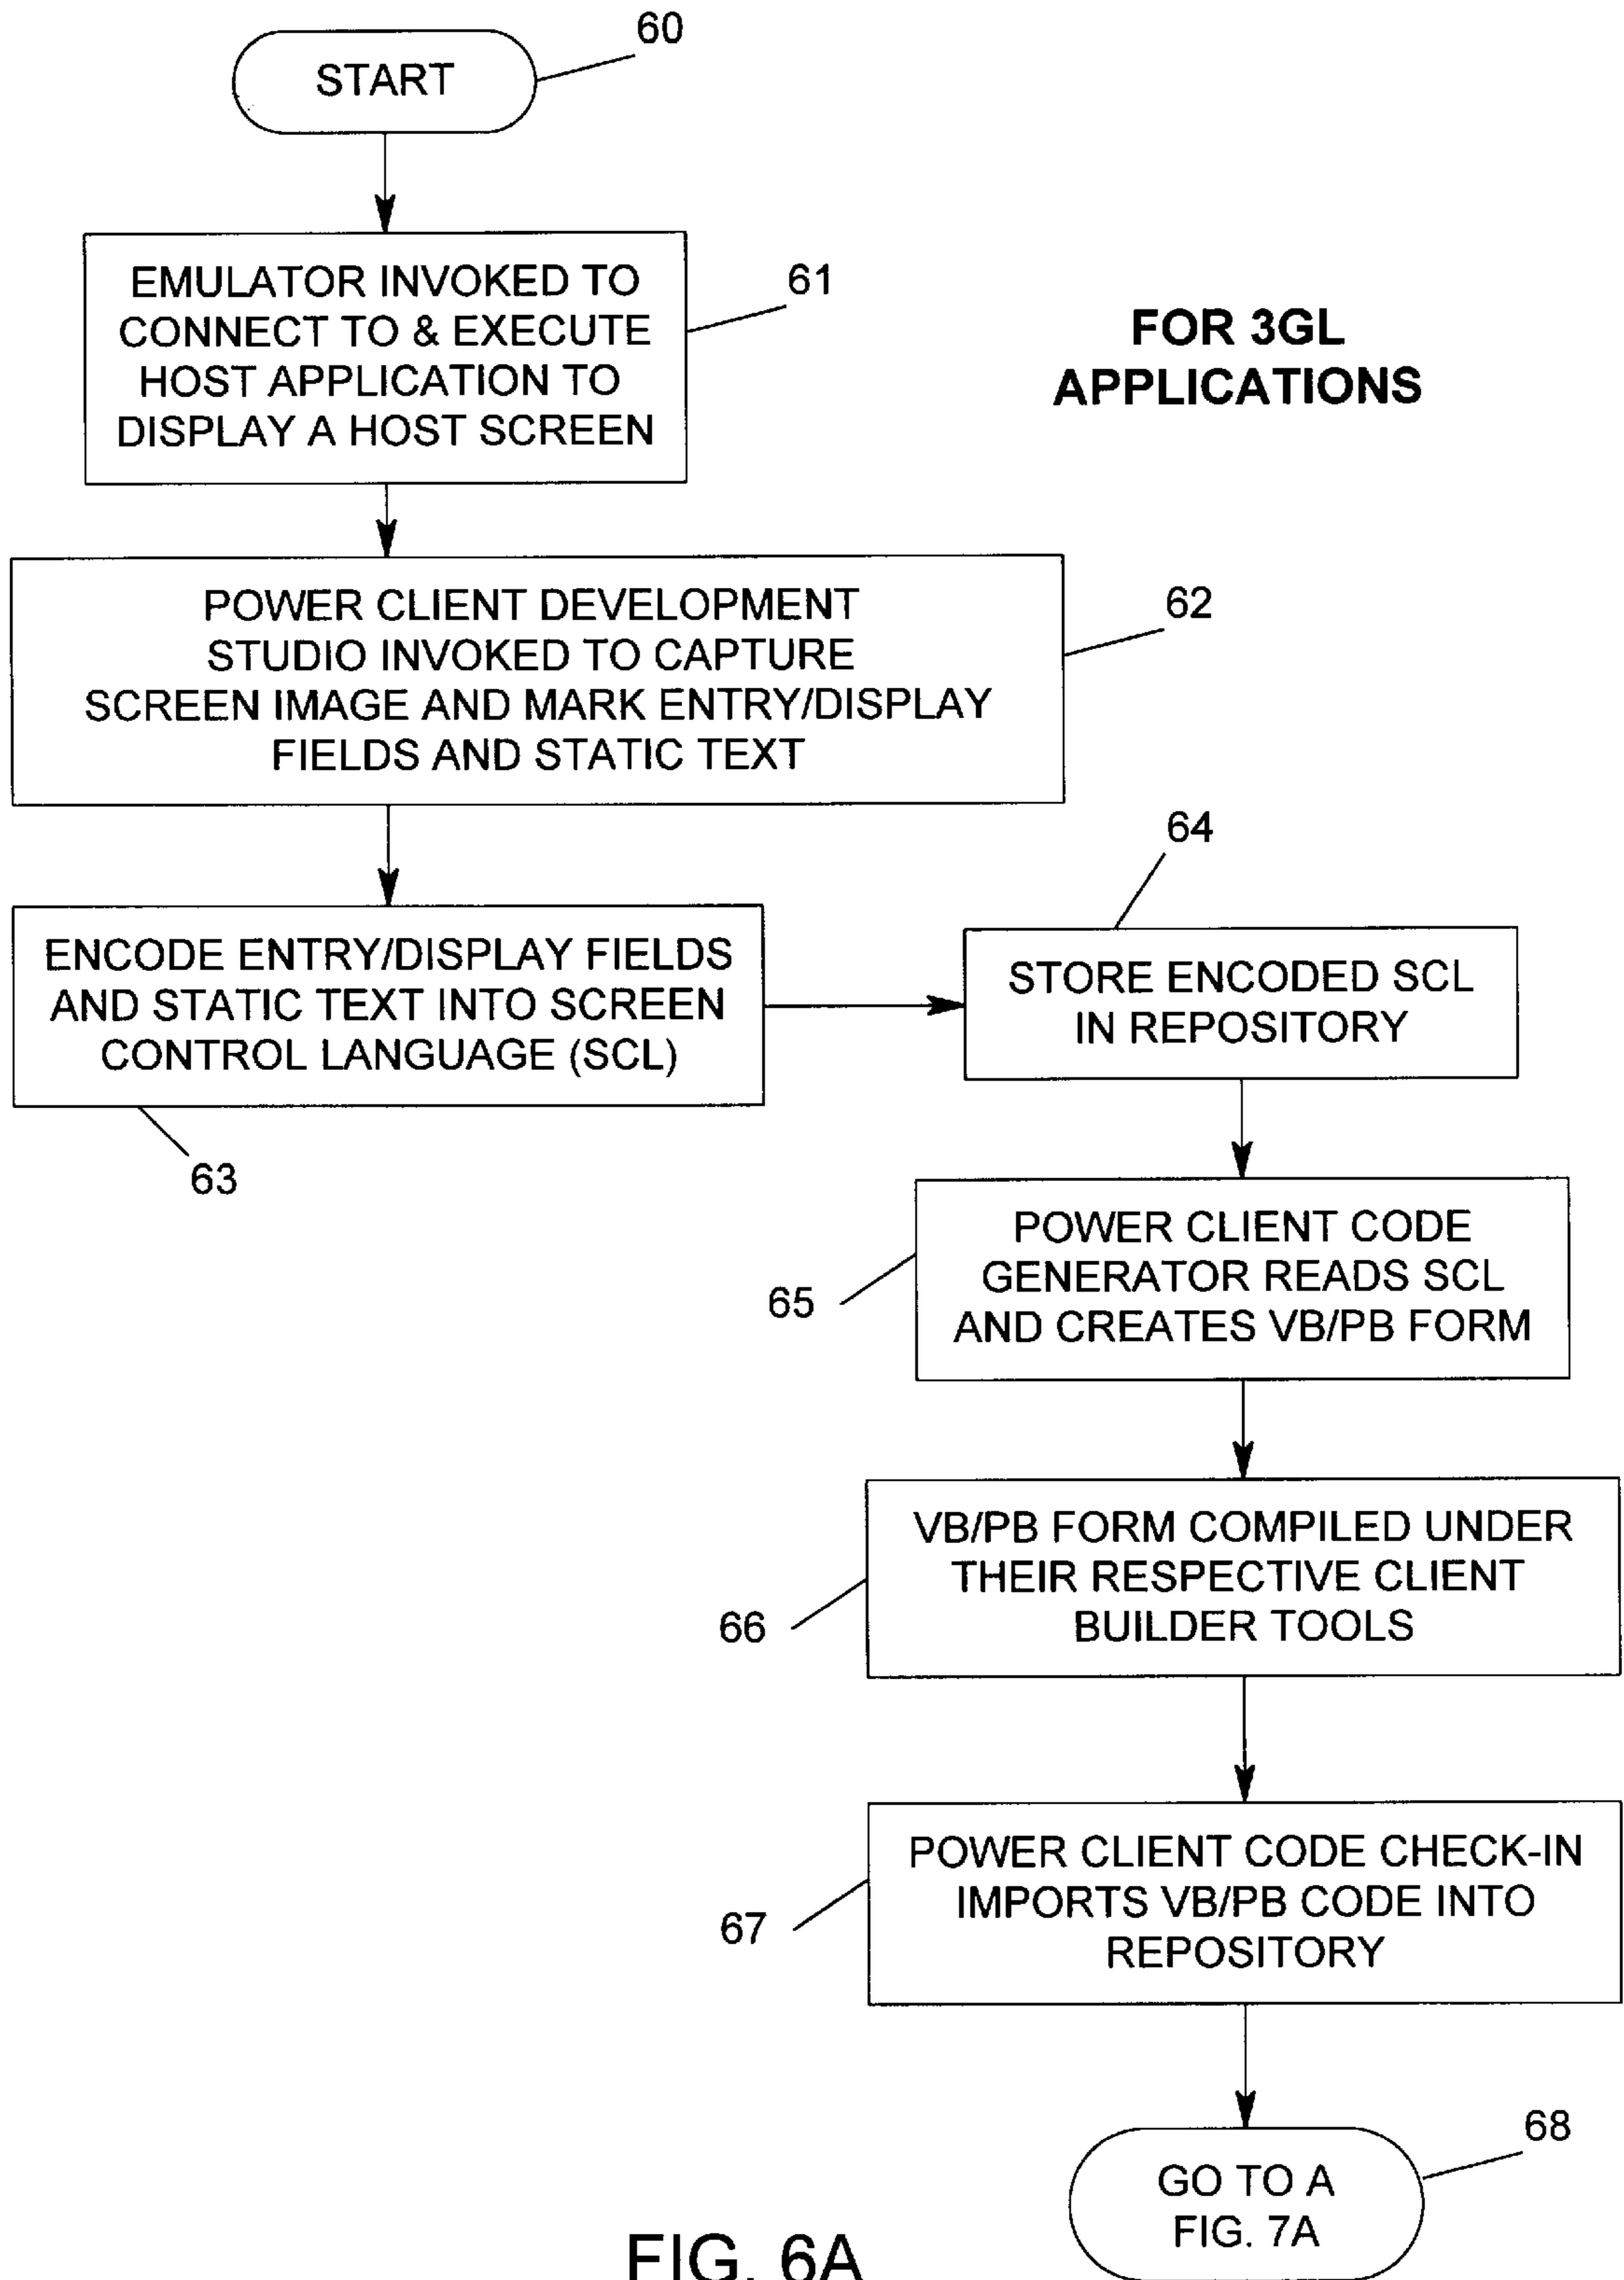 60
START
EMULATOR INVOKED TO
CONNECT TO & EXECUTE
HOST APPLICATION TO
DISPLAY A HOST SCREEN
61
FOR 3GL
APPLICATIONS
POWER CLIENT DEVELOPMENT
STUDIO INVOKED TO CAPTURE
SCREEN IMAGE AND MARK ENTRY/DISPLAY
FIELDS AND STATIC TEXT
62
ENCODE ENTRY/DISPLAY FIELDS
AND STATIC TEXT INTO SCREEN
CONTROL LANGUAGE (SCL)
63
64
STORE ENCODED SCL
IN REPOSITORY
POWER CLIENT CODE
GENERATOR READS SCL
AND CREATES VB/PB FORM
65
VB/PB FORM COMPILED UNDER
THEIR RESPECTIVE CLIENT
BUILDER TOOLS
66
POWER CLIENT CODE CHECK-IN
IMPORTS VB/PB CODE INTO
REPOSITORY
67
68
GO TO A
FIG. 7A
FIG. 6A